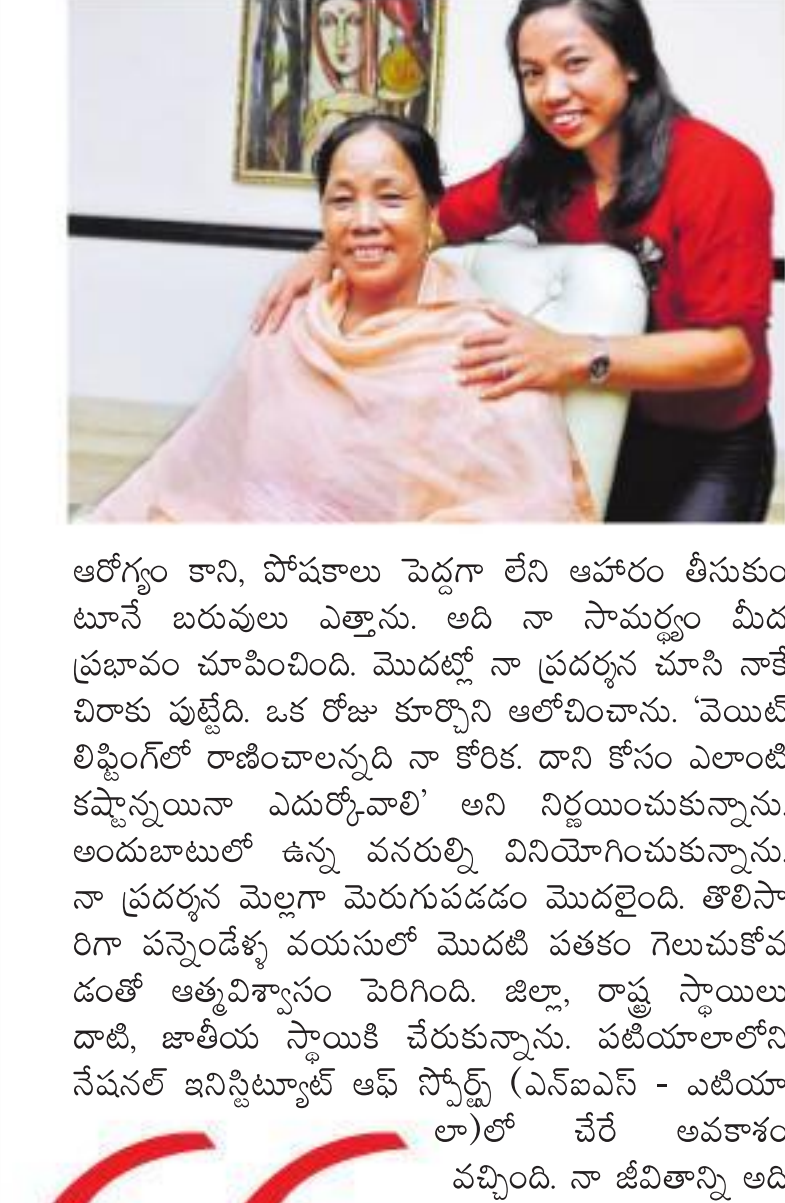 ఆరోగ్యం కాని, పోషకాలు పెద్దగా లేని ఆహారం తీసుకుం
టూనే బరువులు ఎత్తాను. అది నా సామర్థ్యం మీద
ప్రభావం చూపించింది. మొదట్లో నా ప్రదర్శన చూసి నాకే
చిరాకు పుట్టేది. ఒక రోజు కూర్చొని ఆలోచించాను. ‘వెయిట్
లిఫ్టింగ్‌లో రాణించాలన్నది నా కోరిక. దాని కోసం ఎలాంటి
కష్టాన్నయినా ఎదుర్కోవాలి’ అని నిర్ణయించుకున్నాను.
అందుబాటులో ఉన్న వనరుల్ని వినియోగించుకున్నాను.
నా ప్రదర్శన మెల్లగా మెరుగుపడడం మొదలైంది. తొలిసా
రిగా పన్నెండేళ్ళ వయసులో మొదటి పతకం గెలుచుకోవ
డంతో ఆత్మవిశ్వాసం పెరిగింది. జిల్లా, రాష్ట్ర స్థాయిలు
దాటి, జాతీయ స్థాయికి చేరుకున్నాను. పటియాలాలోని
నేషనల్ ఇనిస్టిట్యూట్ ఆఫ్ స్పోర్ట్స్ (ఎన్ఐఎస్ - ఎటియా
లా)లో చేరే అవకాశం
వచ్చింది. నా జీవితాన్ని అది